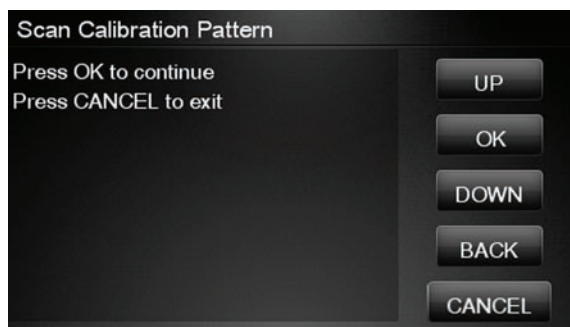 Scan Calibration Pattern
Press OK to continue
Press CANCEL to exit
UP
OK
DOWN
BACK
CANCEL